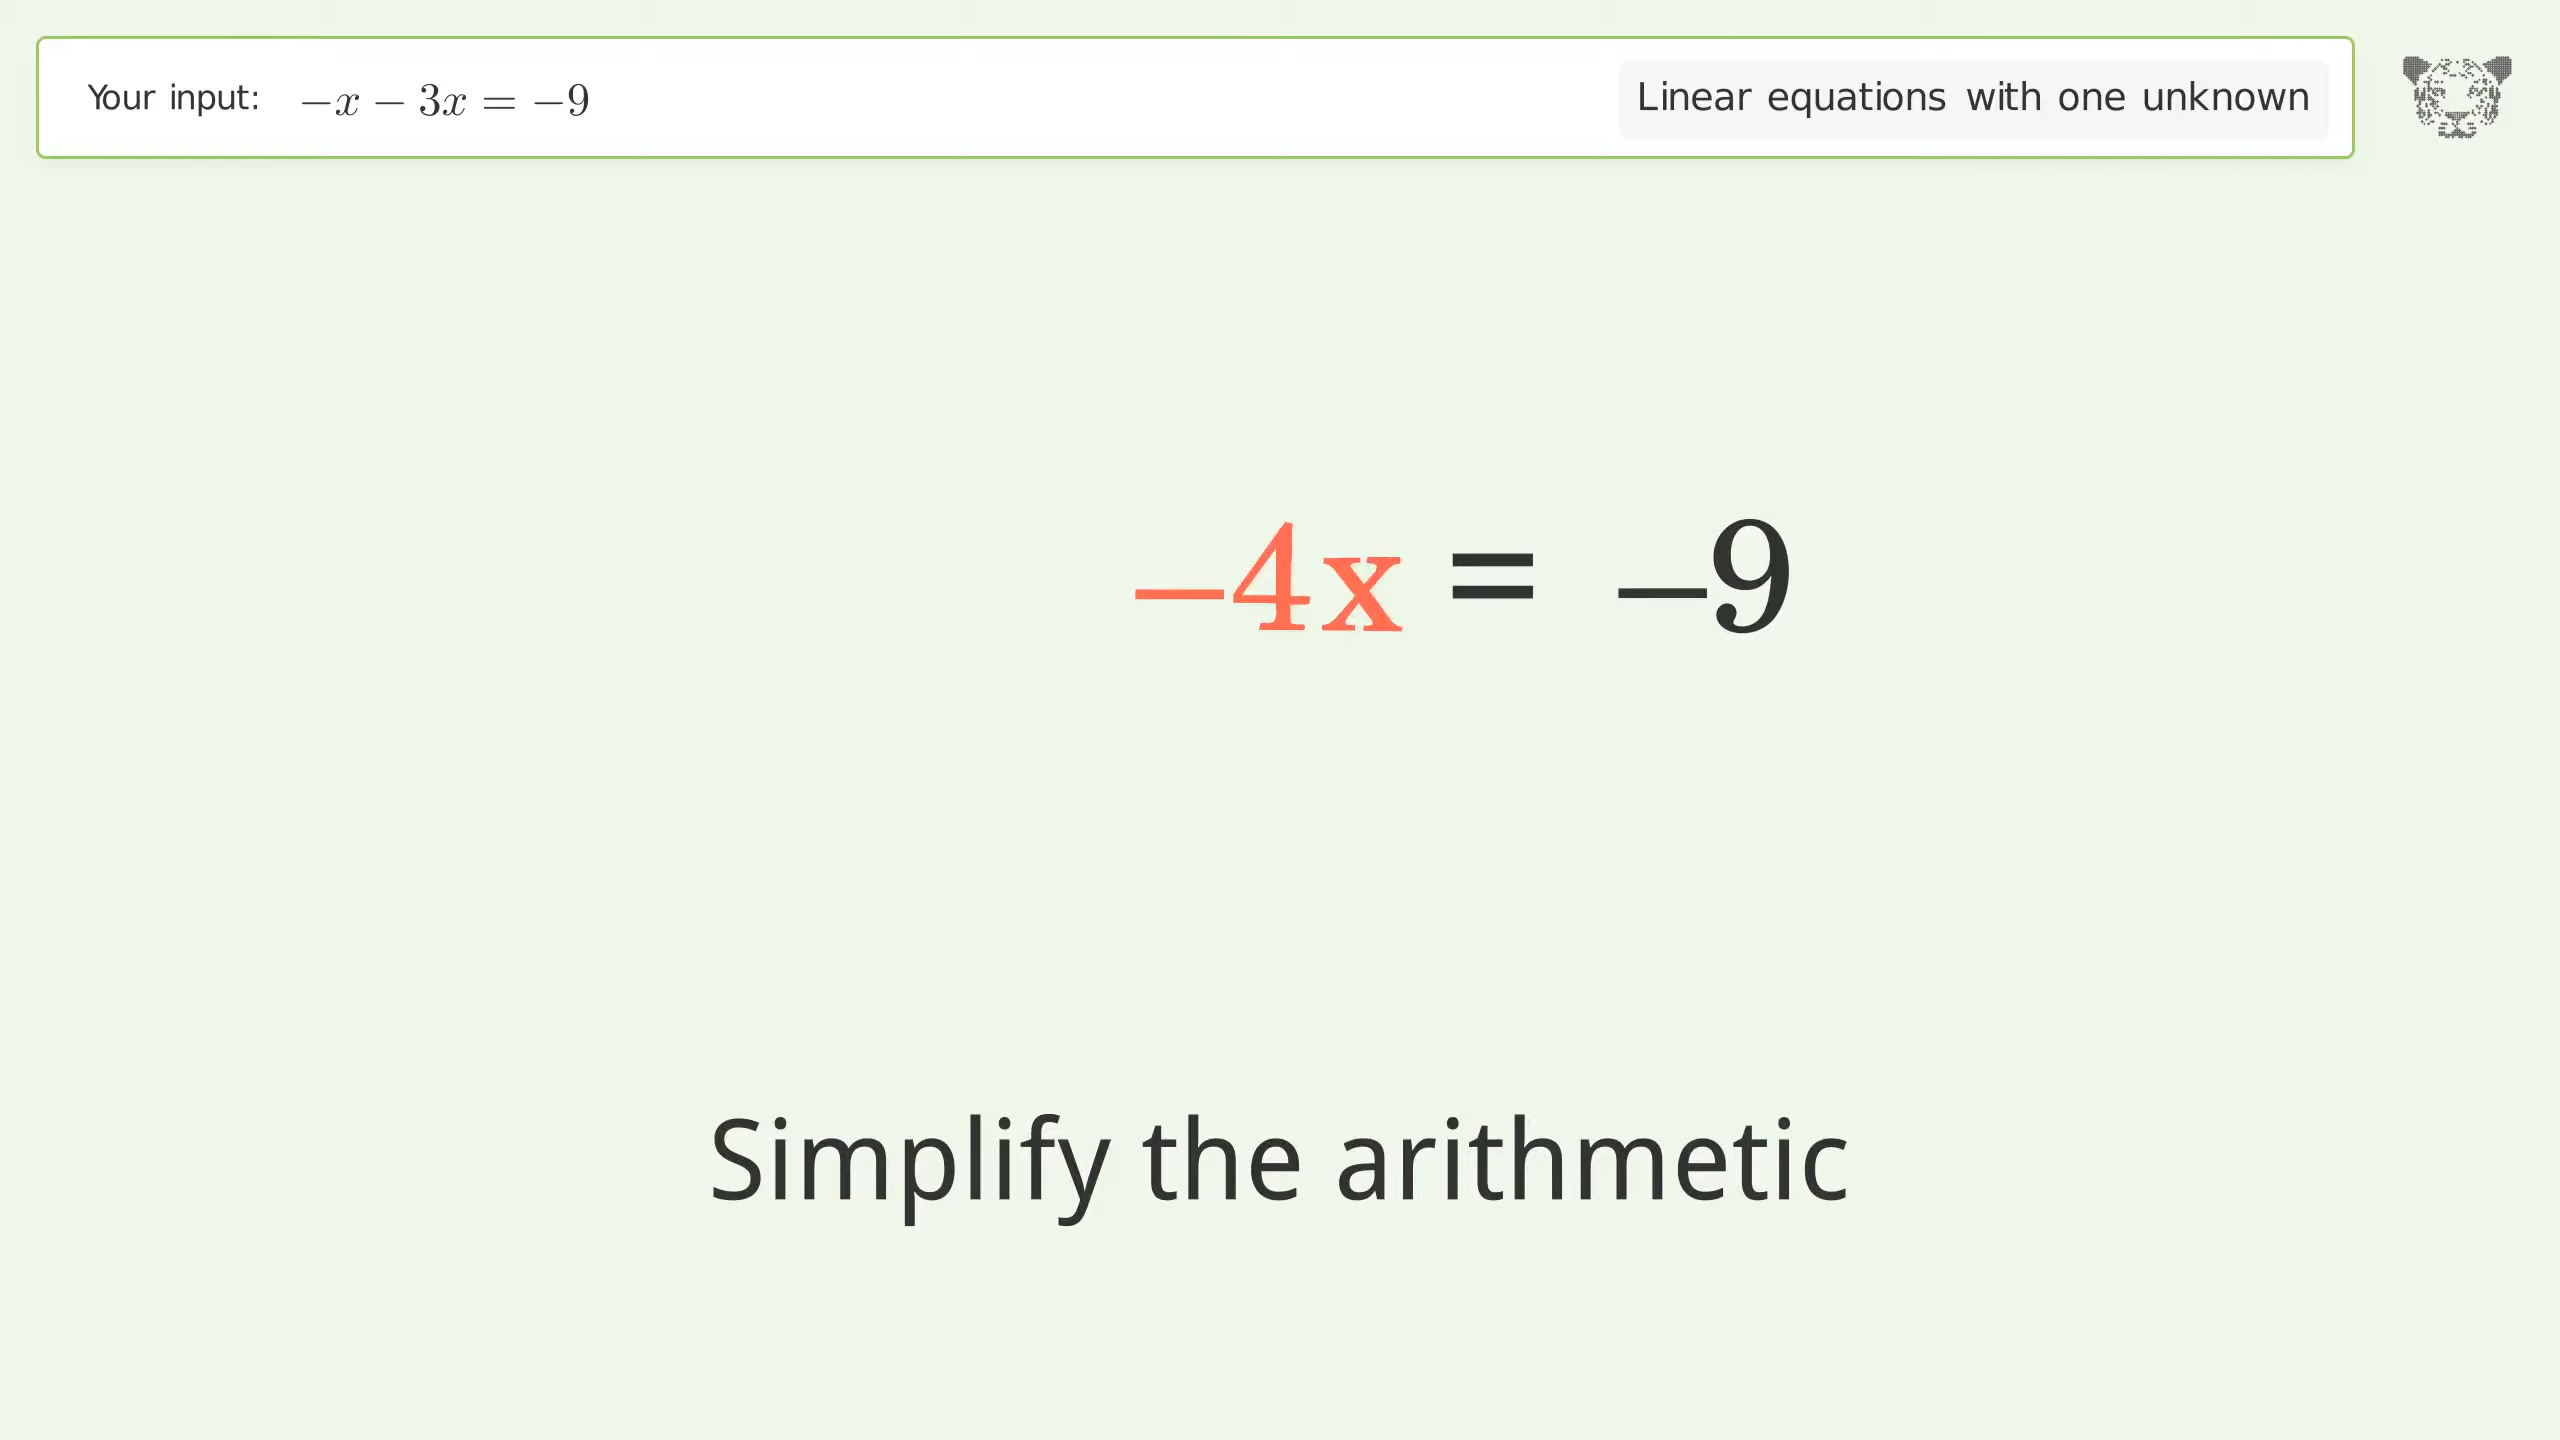 Your input: −x − 3x = −9
Linear equations with one unknown
−4x = −9
Simplify the arithmetic